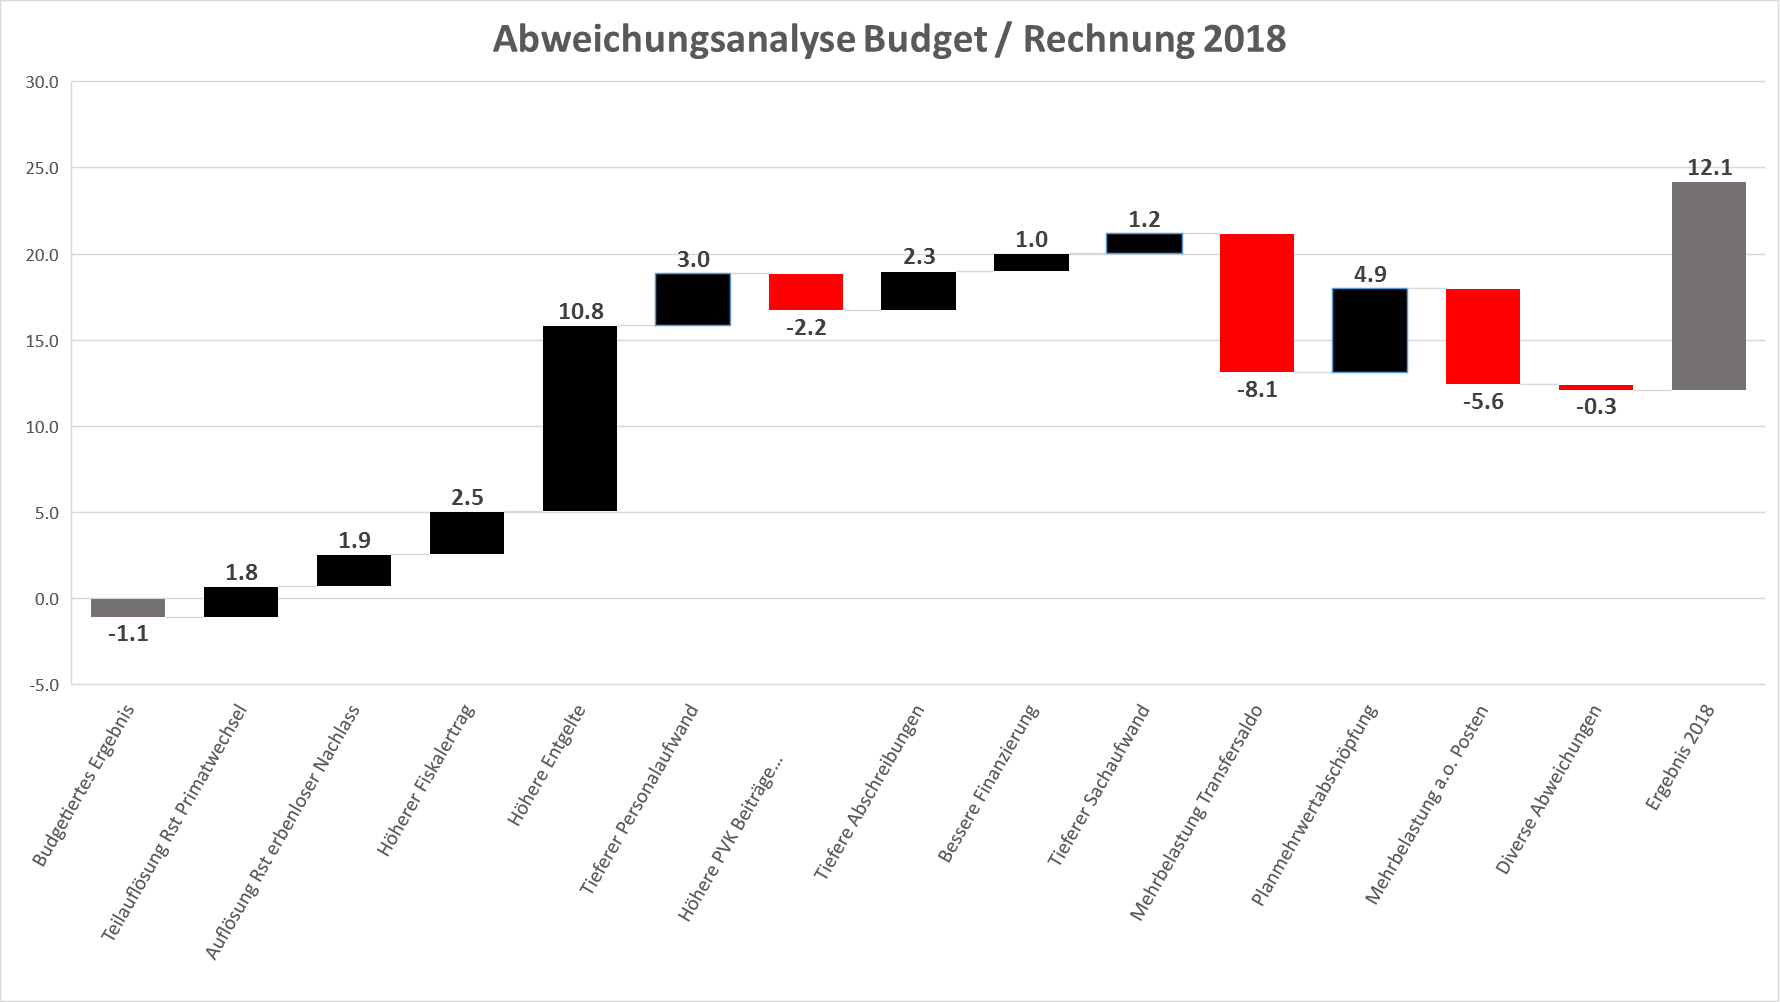 Abweichungsanalyse Budget / Rechnung 2018
30.0
25.0
20.0
15.0
10.0
5.0
0.0
-5.0
-1.1
1.8
1.9
2.5
10.8
3.0
-2.2
2.3
1.0
1.2
-8.1
4.9
-5.6
-0.3
12.1
Budgetiertes Ergebnis
Teilauflösung Rst Primatwechsel
Auflösung Rst erbenloser Nachlass
Höherer Fiskalertrag
Höhere Entgelte
Tieferer Personalaufwand
Höhere PVK Beiträge...
Tiefere Abschreibungen
Bessere Finanzierung
Tieferer Sachaufwand
Mehrbelastung Transfersaldo
Planmehrwertabschöpfung
Mehrbelastung a.o. Posten
Diverse Abweichungen
Ergebnis 2018